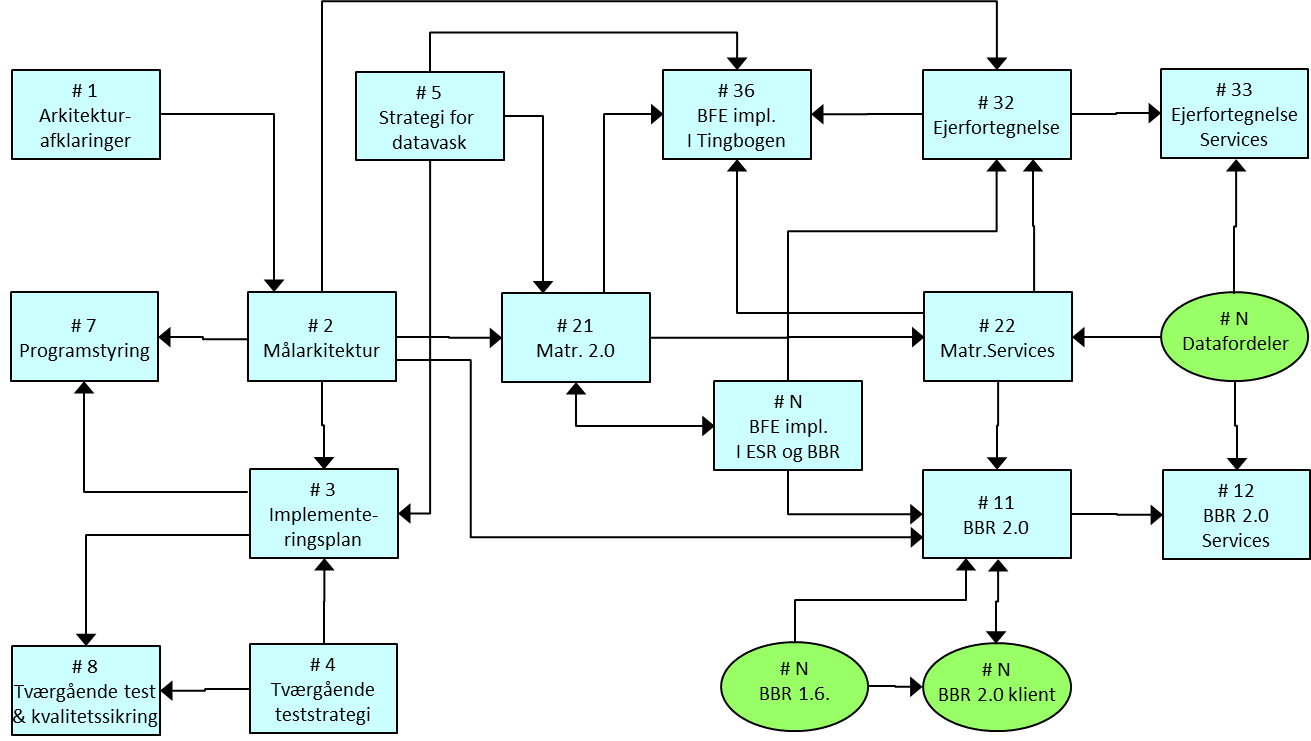 # 1
Arkitektur-
afklaringer
# 5
Strategi for
datavask
# 36
BFE impl.
I Tingbogen
# 32
Ejerfortegnelse
# 33
Ejerfortegnelse
Services
# 7
Programstyring
# 2
Målarkitektur
# 21
Matr. 2.0
# 22
Matr.Services
# N
Datafordeler
# N
BFE impl.
I ESR og BBR
# 3
Implemente-
ringsplan
# 11
BBR 2.0
# 12
BBR 2.0
Services
# 8
Tværgående test
& kvalitetssikring
# 4
Tværgående
teststrategi
# N
BBR 1.6.
# N
BBR 2.0 klient